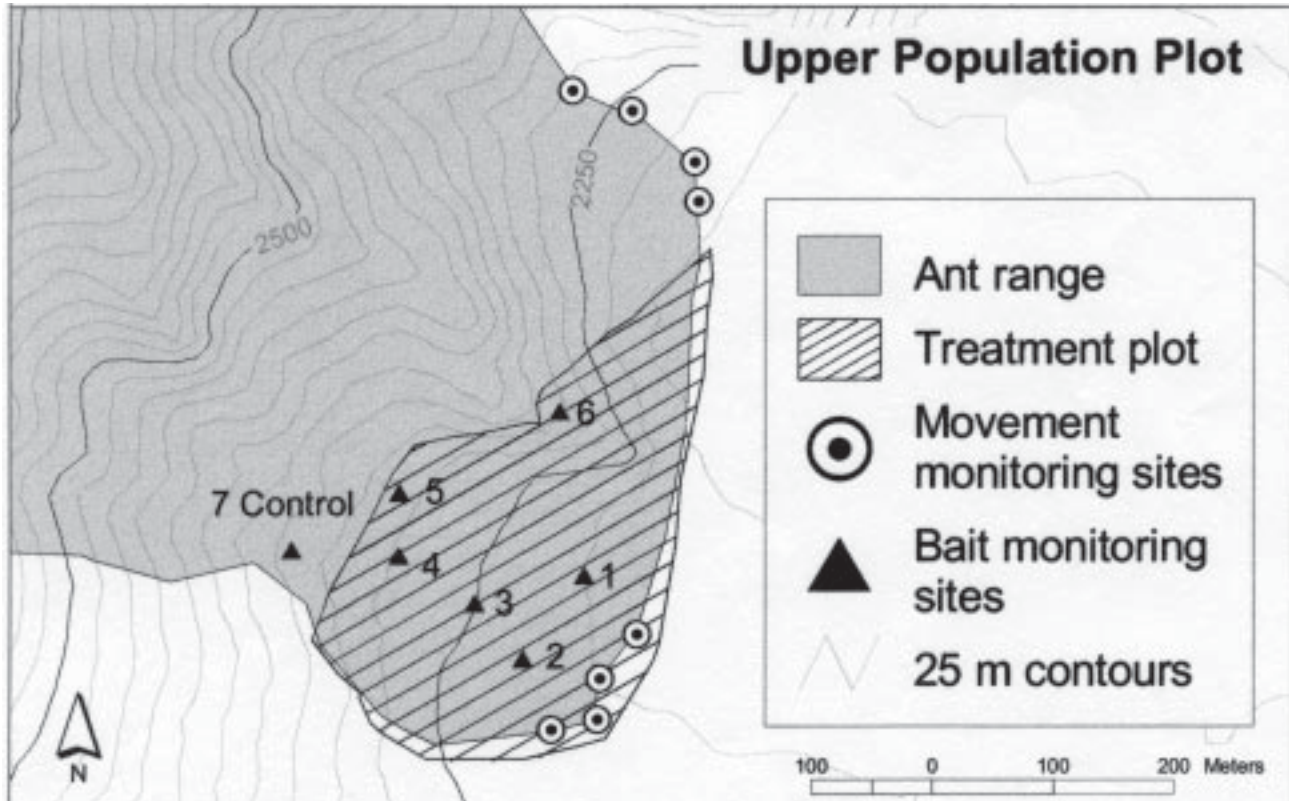 Upper Population Plot
2250
2500
Ant range
Treatment plot
Movement
monitoring sites
Bait monitoring
sites
25 m contours
6
5
7 Control
4
3
1
2
N
100 0 100 200 Meters